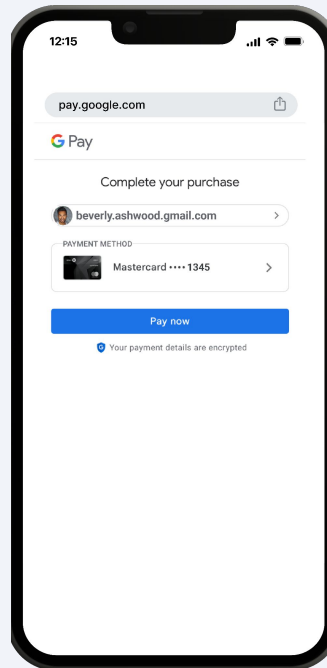 12:15
pay.google.com
G Pay
Complete your purchase
beverly.ashwood.gmail.com
PAYMENT METHOD
Mastercard •••• 1345
Pay now
Your payment details are encrypted